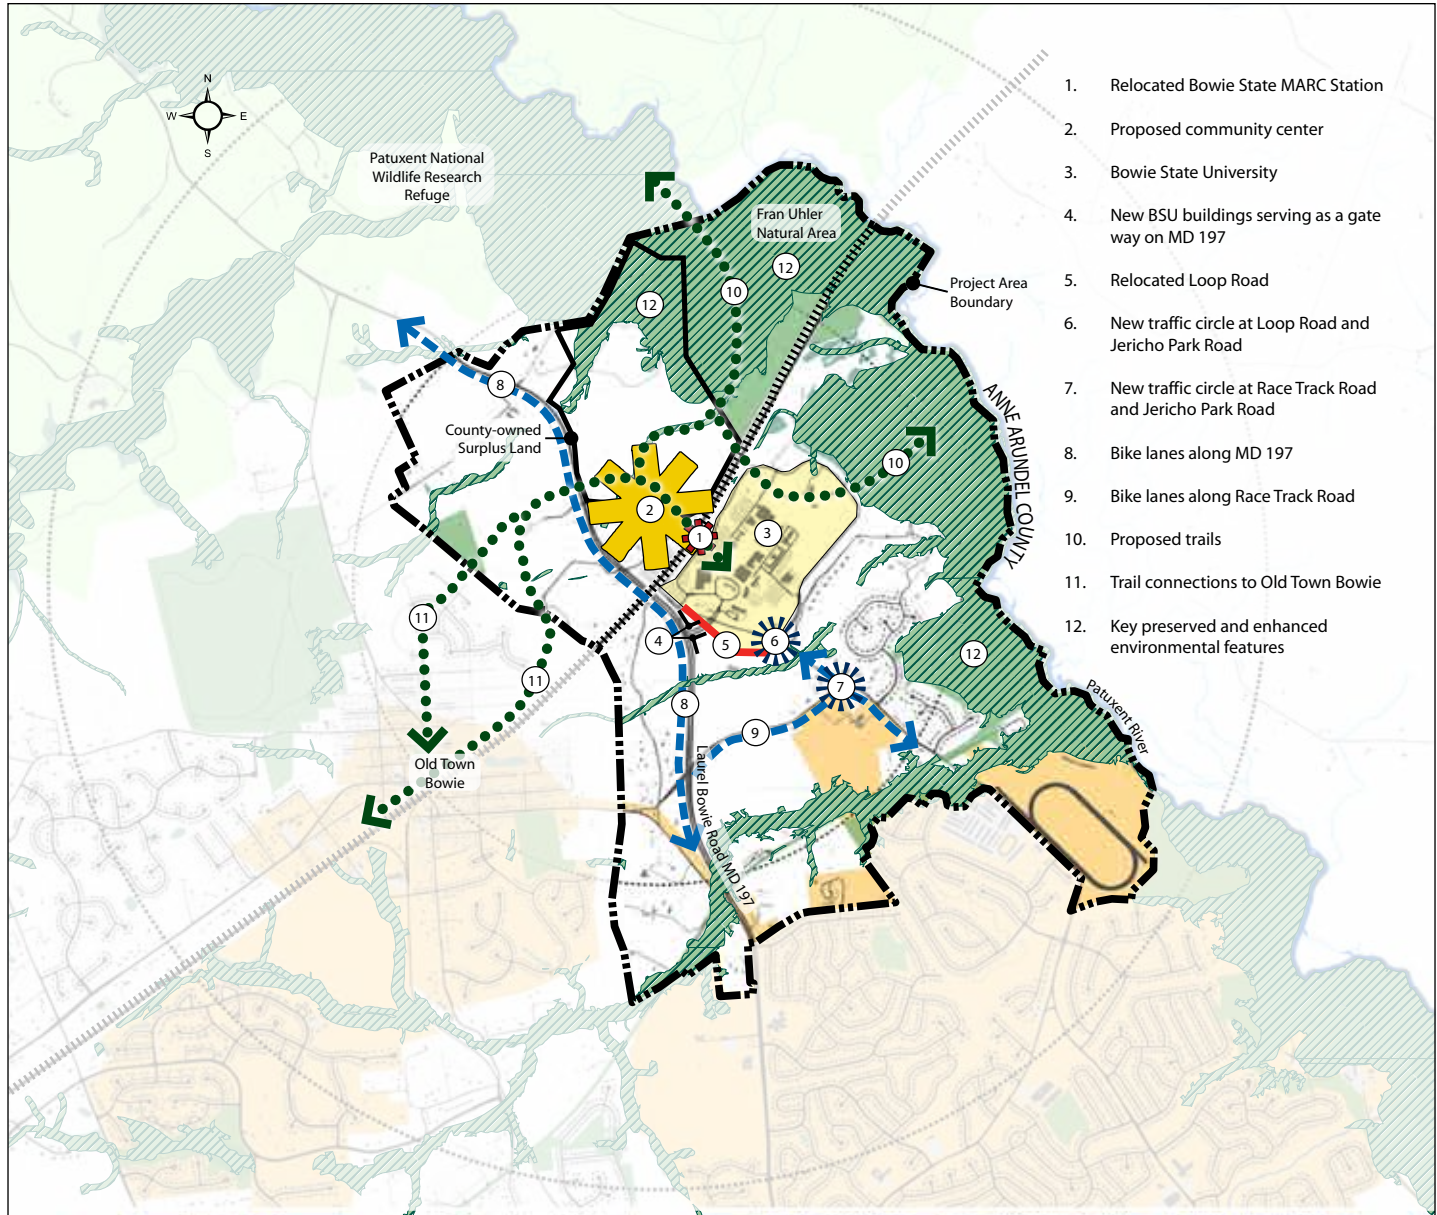 N
W E
S
Patuxent National
Wildlife Research
Refuge
Fran Uhler
Natural Area
12
12
10
Project Area
Boundary
ANNE ARUNDEL COUNTY
8
County-owned
Surplus Land
10
2
1
3
11
4
5
6
12
11
7
8
9
Patuxent River
Old Town
Bowie
Laurel Bowie Road MD 197
1. Relocated Bowie State MARC Station
2. Proposed community center
3. Bowie State University
4. New BSU buildings serving as a gate
way on MD 197
5. Relocated Loop Road
6. New traffic circle at Loop Road and
Jericho Park Road
7. New traffic circle at Race Track Road
and Jericho Park Road
8. Bike lanes along MD 197
9. Bike lanes along Race Track Road
10. Proposed trails
11. Trail connections to Old Town Bowie
12. Key preserved and enhanced
environmental features